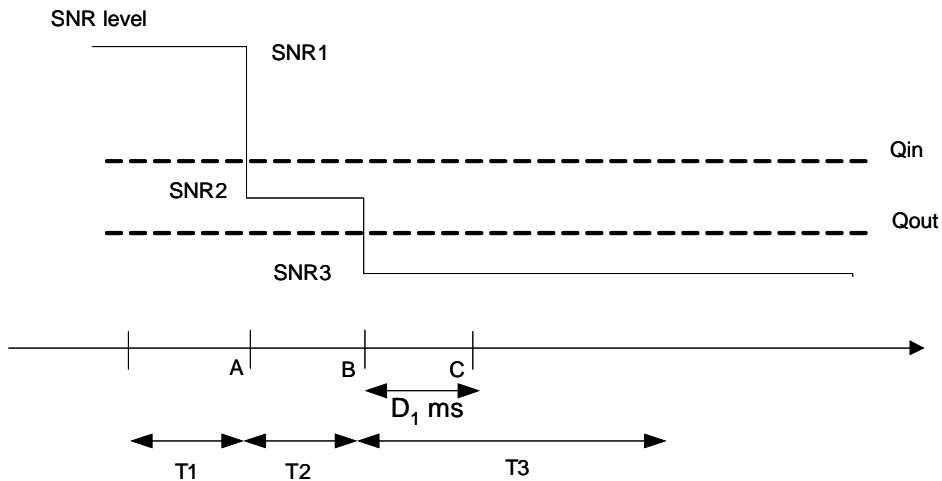 SNR level
SNR1
Qin
SNR2
Qout
SNR3
A
B
C
D₁ ms
T1
T2
T3